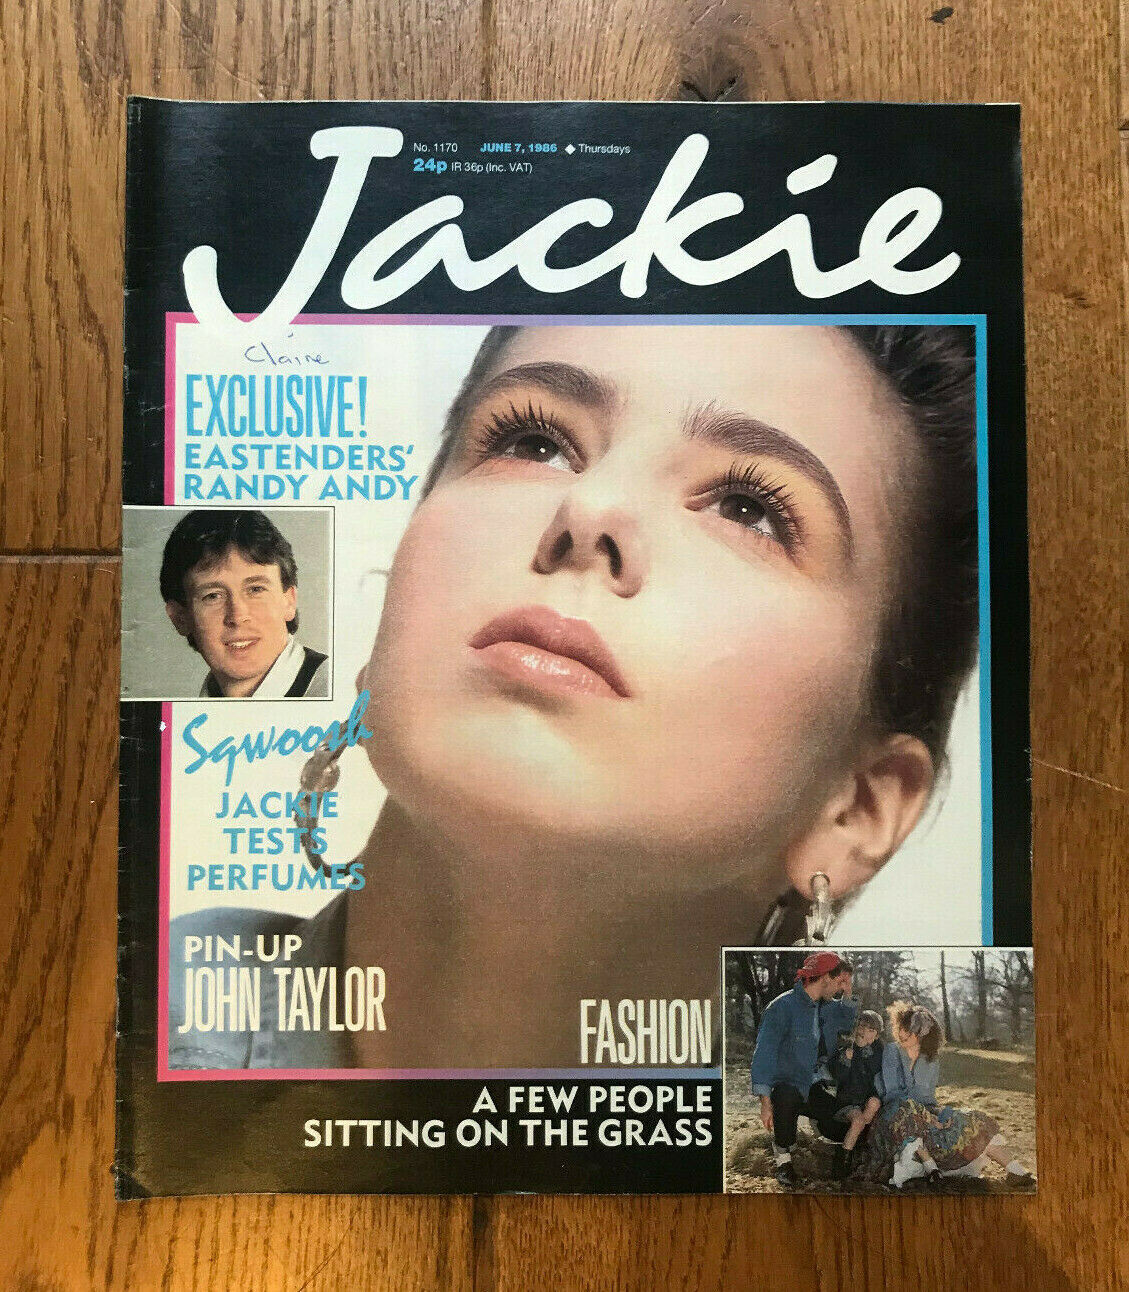 No. 1170 JUNE 7, 1986 ◆ Thursdays
24p IR 36p (Inc. VAT)
Jackie
Claire
EXCLUSIVE!
EASTENDERS'
RANDY ANDY
Sqwoosh
JACKIE
TESTS
PERFUMES
PIN-UP
JOHN TAYLOR
FASHION
A FEW PEOPLE
SITTING ON THE GRASS